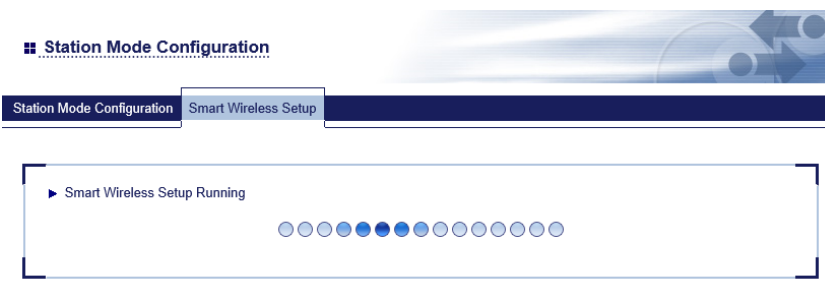 Station Mode Configuration
Station Mode Configuration Smart Wireless Setup
Smart Wireless Setup Running